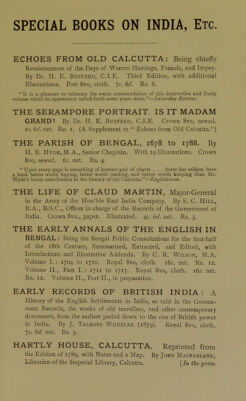 SPECIAL BOOKS ON INDIA, ETC.
ECHOES FROM OLD CALCUTTA: Being chiefly
Reminiscences of the Days of Warren Hastings, Francis, and Impey.
By Dr. H. E. BUSTEED, C.I.E. Third Edition, with additional
Illustrations. Post 8vo, cloth. 7s. 6d. Rs. 6.
"It is a pleasure to reiterate the warm commendation of this instructive and lively
volume which its appearance called forth some years since."—Saturday Review.
THE SERAMPORE PORTRAIT. IS IT MADAM
GRAND? By Dr. H. E. BUSTEED, C.I.E. Crown 8vo, sewed.
1s. 6d. net. Re. 1. (A Supplement to "Echoes from Old Calcutta.")
THE PARISH OF BENGAL, 1678 to 1788. By
H. B. HYDE, M.A., Senior Chaplain. With 19 Illustrations. Crown
8vo, sewed. 6s. net. Rs. 4.
"Upon every page is something of interest and of charm . . . there has seldom been
a book better worth buying, better worth reading, and better worth keeping than Mr.
Hyde's latest contribution to the history of Calcutta."
THE LIFE OF CLAUD MARTIN, Major-General
in the Army of the Hon'ble East India Company. By S. C. HILL,
B.A., B.S.C., Officer in charge of the Records of the Government of
India. Crown 8vo., paper. Illustrated. 4s. 6d. net. Rs. 3.
THE EARLY ANNALS OF THE ENGLISH IN
BENGAL: Being the Bengal Public Consultations for the first-half
of the 18th Century, Summarised, Extracted, and Edited, with
Introductions and Illustrative Addenda. By C. R. WILSON, M.A.
Volume I.: 1704 to 1710. Royal 8vo, cloth. 16s. net. Rs. 12.
Volume II., Part I.: 1711 to 1717. Royal 8vo, cloth. 16s. net.
Rs. 12. Volume II., Part II., in preparation.
EARLY RECORDS OF BRITISH INDIA: A
History of the English Settlements in India, as told in the Govern-
ment Records, the works of old travellers, and other contemporary
documents, from the earliest period down to the rise of British power
in India. By J. TALBOYS WHEELER (1879). Royal 8vo, cloth.
7s. 6d. Rs. 5.
HARTLY HOUSE, CALCUTTA. Reprinted from
the Edition of 1789, with Notes and a Map. By JOHN MACFARLANE,
Librarian of the Imperial Library, Calcutta. [In the press.